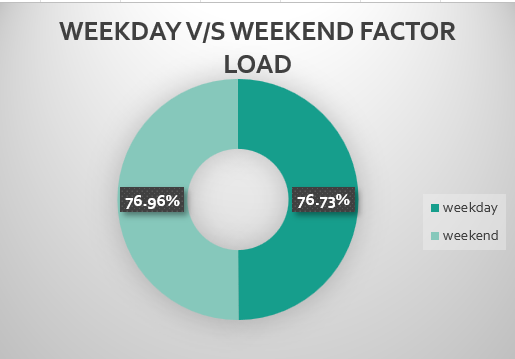 WEEKDAY V/S WEEKEND FACTOR
LOAD
76.96%
76.73%
weekday
weekend